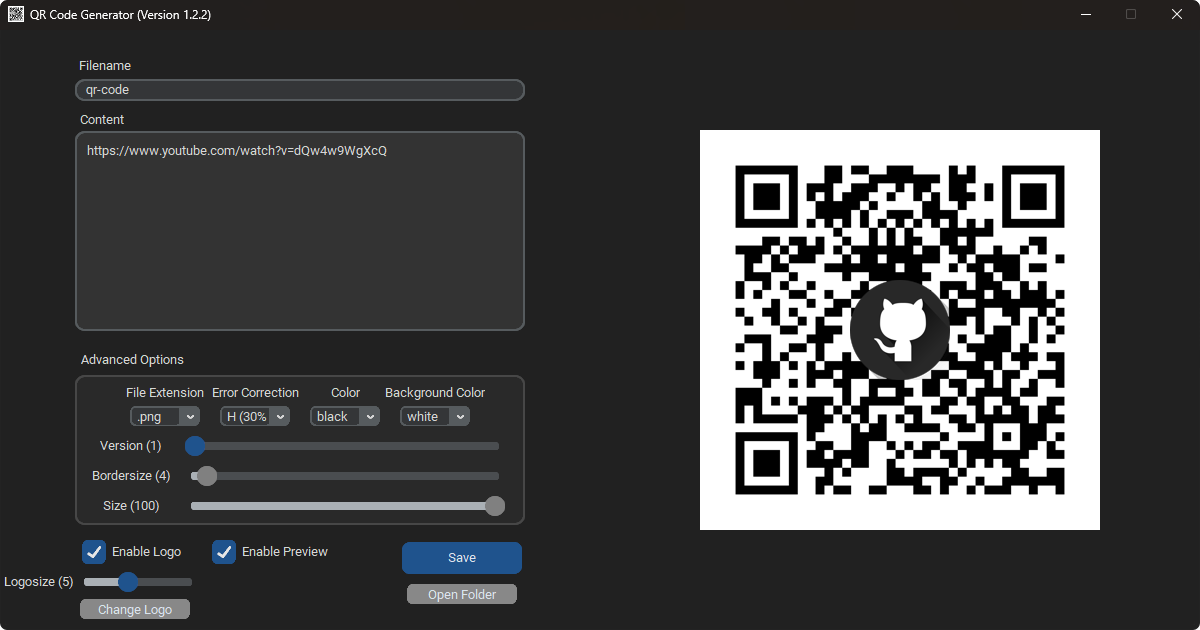 QR Code Generator (Version 1.2.2)
Filename
qr-code
Content
https://www.youtube.com/watch?v=dQw4w9WgXcQ
Advanced Options
File Extension Error Correction Color Background Color
.png H (30% black white
Version (1)
Bordersize (4)
Size (100)
Enable Logo Enable Preview
Save
Logosize (5)
Open Folder
Change Logo